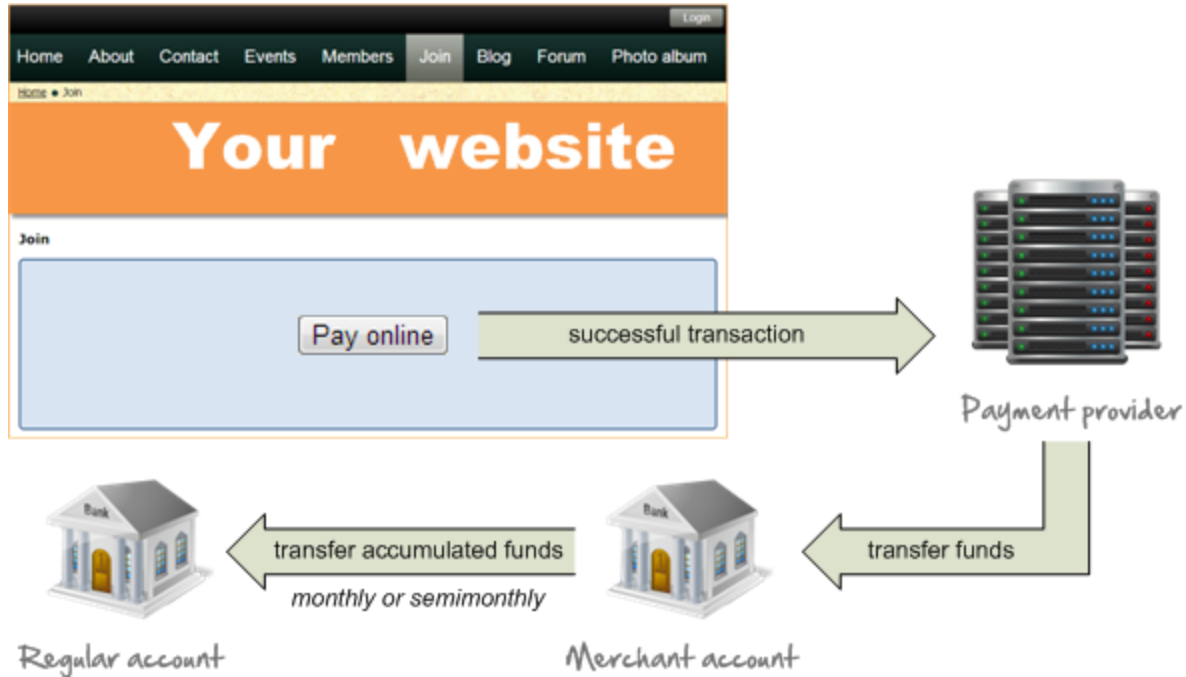 Login
Home About Contact Events Members Join Blog Forum Photo album
Home • Join
Your website
Join
Pay online
successful transaction
Payment provider
Bank
transfer accumulated funds
monthly or semimonthly
Bank
transfer funds
Regular account
Merchant account